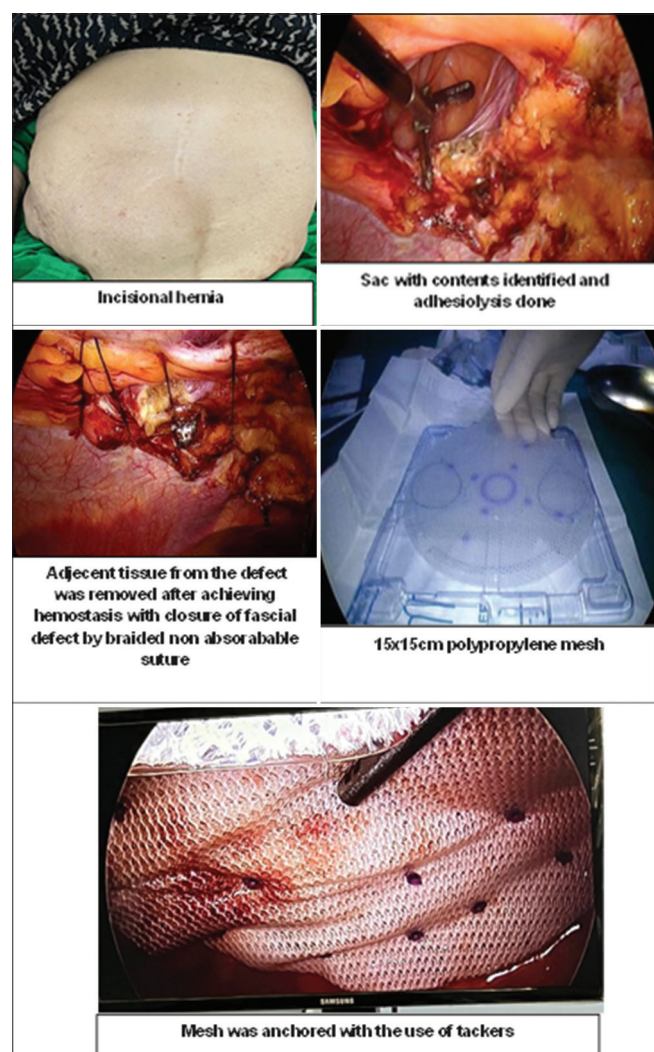 Incisional hernia
Sac with contents identified and
adhesiolysis done
Adjecent tissue from the defect
was removed after achieving
hemostasis with closure of fascial
defect by braided non absorabable
suture
15x15cm polypropylene mesh
SAMSUNG
Mesh was anchored with the use of tackers